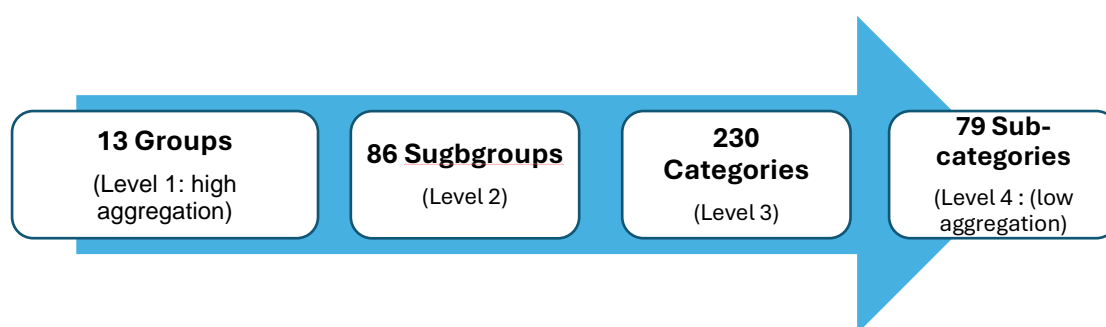 13 Groups
(Level 1: high
aggregation)
86 Sugbgroups
(Level 2)
230
Categories
(Level 3)
79 Sub-
categories
(Level 4 : (low
aggregation)